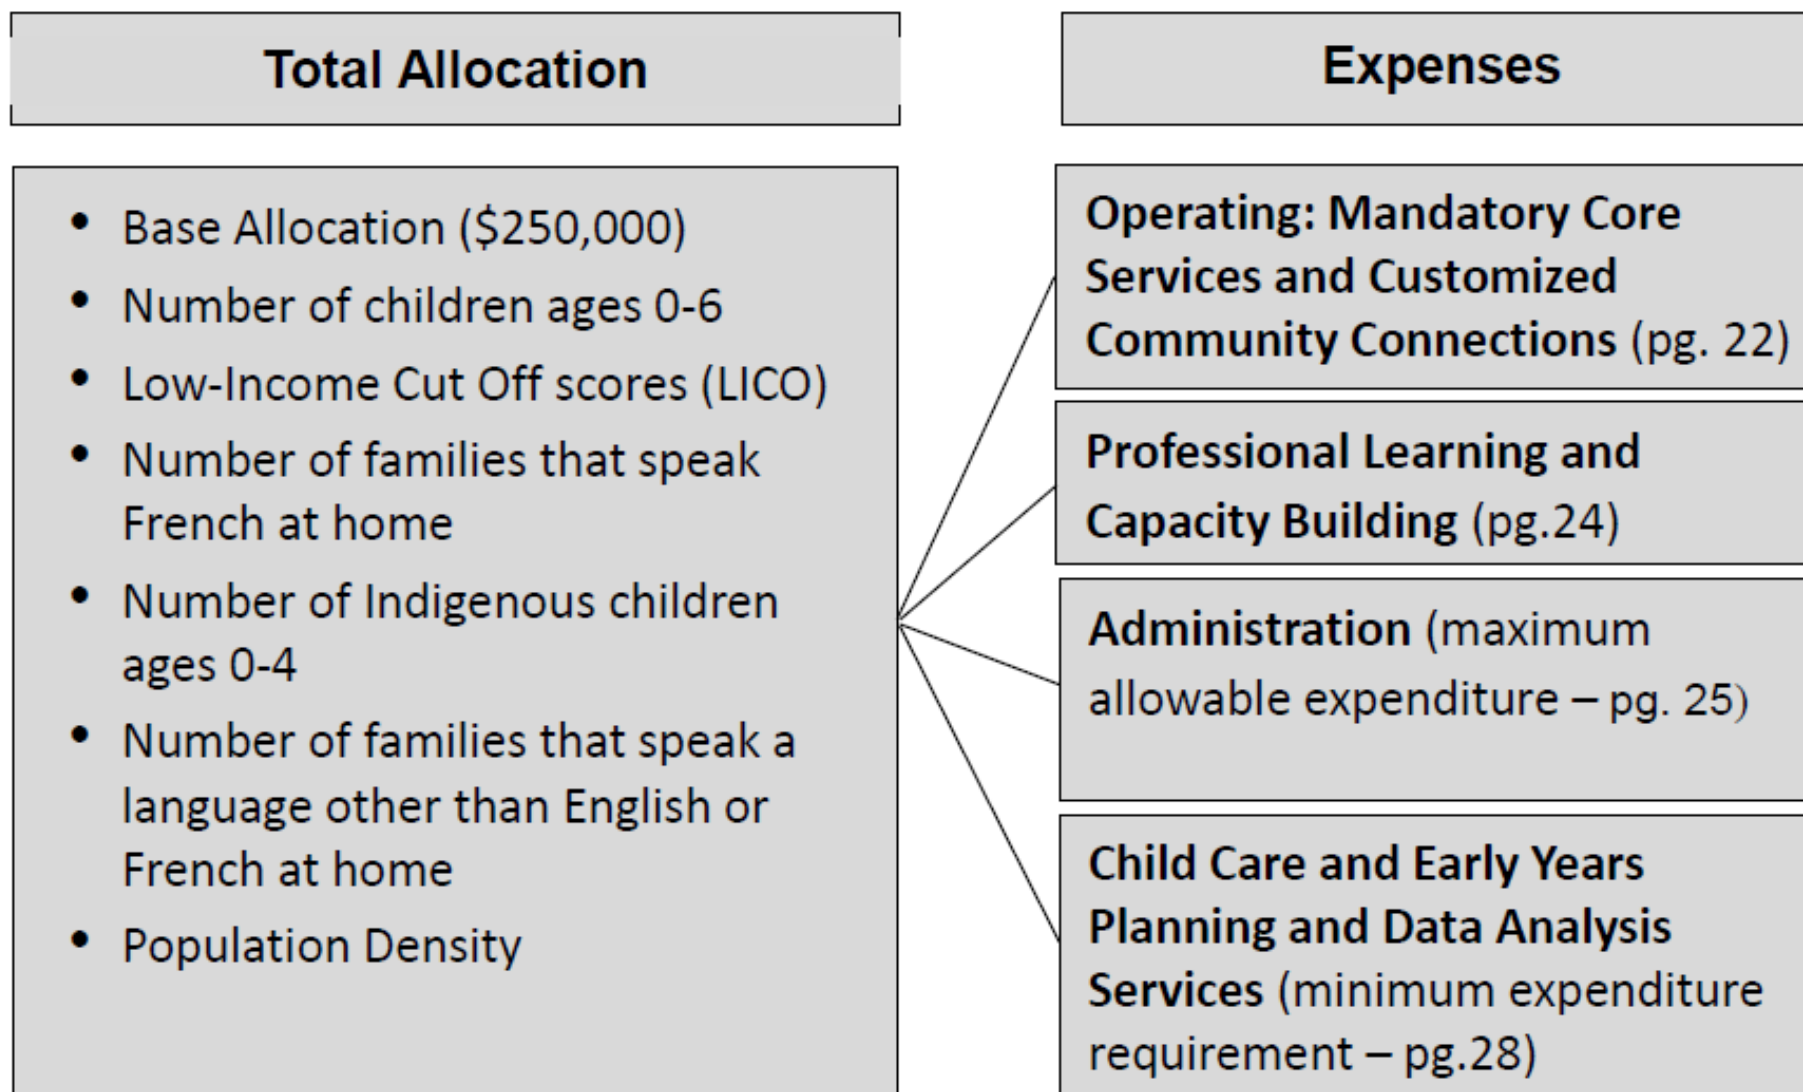 Total Allocation
• Base Allocation ($250,000)
• Number of children ages 0-6
• Low-Income Cut Off scores (LICO)
• Number of families that speak
French at home
• Number of Indigenous children
ages 0-4
• Number of families that speak a
language other than English or
French at home
• Population Density
Expenses
Operating: Mandatory Core
Services and Customized
Community Connections (pg. 22)
Professional Learning and
Capacity Building (pg.24)
Administration (maximum
allowable expenditure – pg. 25)
Child Care and Early Years
Planning and Data Analysis
Services (minimum expenditure
requirement – pg.28)